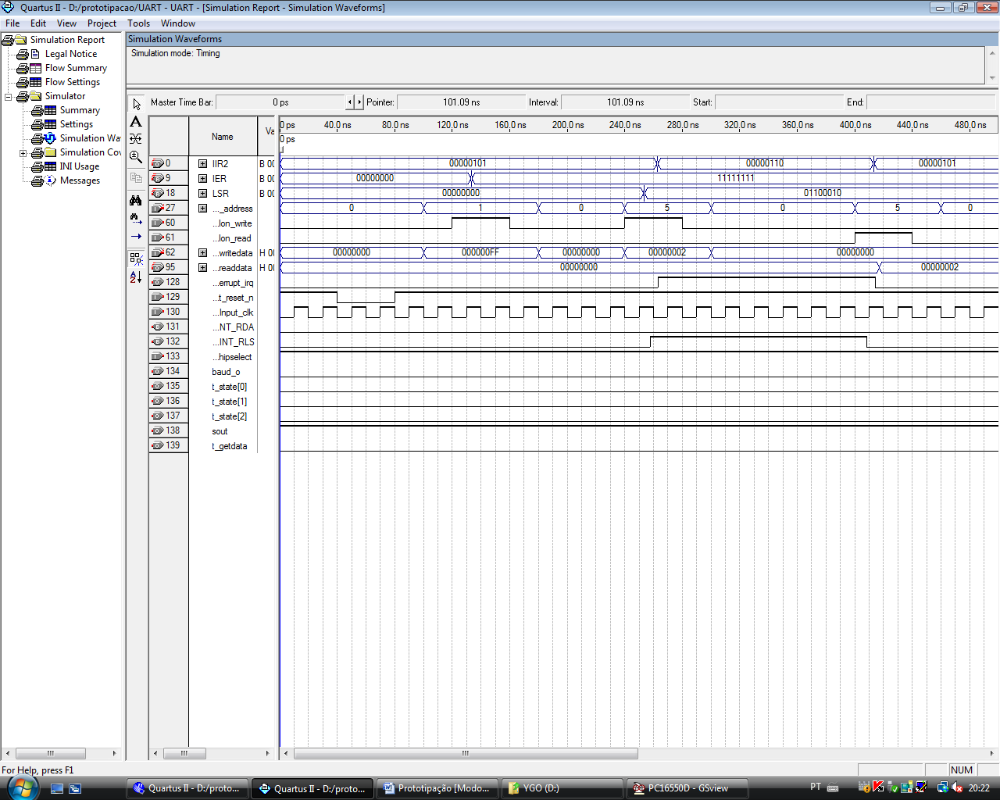 Quartus II - D:/prototipacao/UART - UART - [Simulation Report - Simulation Waveforms]
File Edit View Project Tools Window
Simulation Report
Legal Notice
Flow Summary
Flow Settings
Simulator
Summary
Settings
Simulation Wa
Simulation Cov
INI Usage
Messages
Simulation Waveforms
Simulation mode: Timing
Master Time Bar: 0 ps Pointer: 101.09 ns Interval: 101.09 ns Start: End:
Name Va 0 ps 40.0 ns 80.0 ns 120.0 ns 160.0 ns 200.0 ns 240.0 ns 280.0 ns 320.0 ns 360.0 ns 400.0 ns 440.0 ns 480.0 ns
0 ps
0 IIR2 B 00 00000101 00000110 00000101
9 IER B 00 00000000 11111111
18 LSR B 00 00000000 01100010
27 ..._address 0 1 0 5 0 5 0
60 ...lon_write
61 ...lon_read
62 ...writedata H 00 00000000 000000FF 00000000 00000002 00000000
95 ...readdata H 00 00000000 00000002
128 ...errupt_irq
129 ...t_reset_n
130 ...Input_clk
131 ...NT_RDA
132 ...INT_RLS
133 ...hipselect
134 baud_o
135 t_state[0]
136 t_state[1]
137 t_state[2]
138 sout
139 t_getdata
For Help, press F1
NUM
Quartus II - D:/proto...
Quartus II - D:/proto...
Prototipação [Modo...
YGO (D:)
PC16550D - GSview
PT
20:22